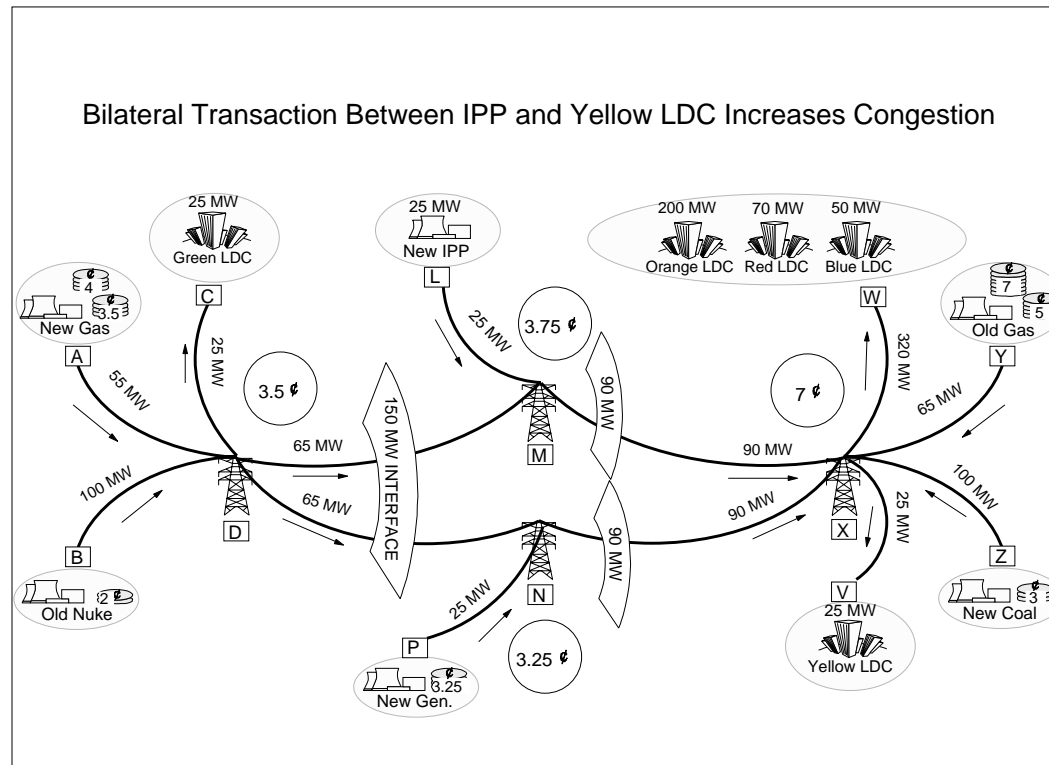 Bilateral Transaction Between IPP and Yellow LDC Increases Congestion
25 MW
Green LDC
C
25 MW
New IPP
L
200 MW 70 MW 50 MW
Orange LDC Red LDC Blue LDC
W
¢
4
¢
3.5
New Gas
A
¢
7
¢
5
Old Gas
Y
55 MW
25 MW
3.5 ¢
25 MW
3.75 ¢
90 MW
7 ¢
320 MW
65 MW
100 MW
65 MW
65 MW
150 MW INTERFACE
M
90 MW
90 MW
90 MW
X
25 MW
100 MW
D
B
¢
2
Old Nuke
N
25 MW
P
¢
3.25
New Gen.
3.25 ¢
V
25 MW
Yellow LDC
Z
¢
3
New Coal